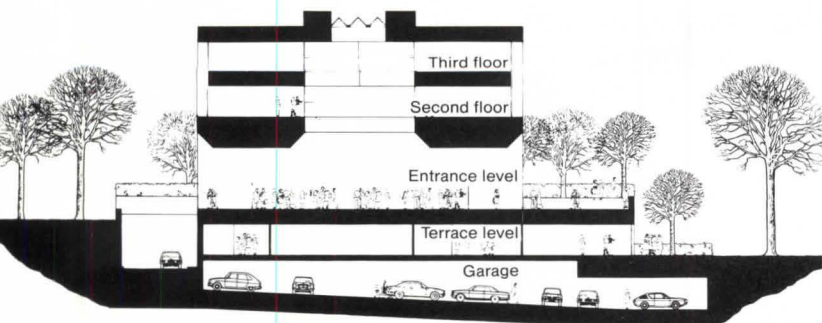 Third floor
Second floor
Entrance level
Terrace level
Garage